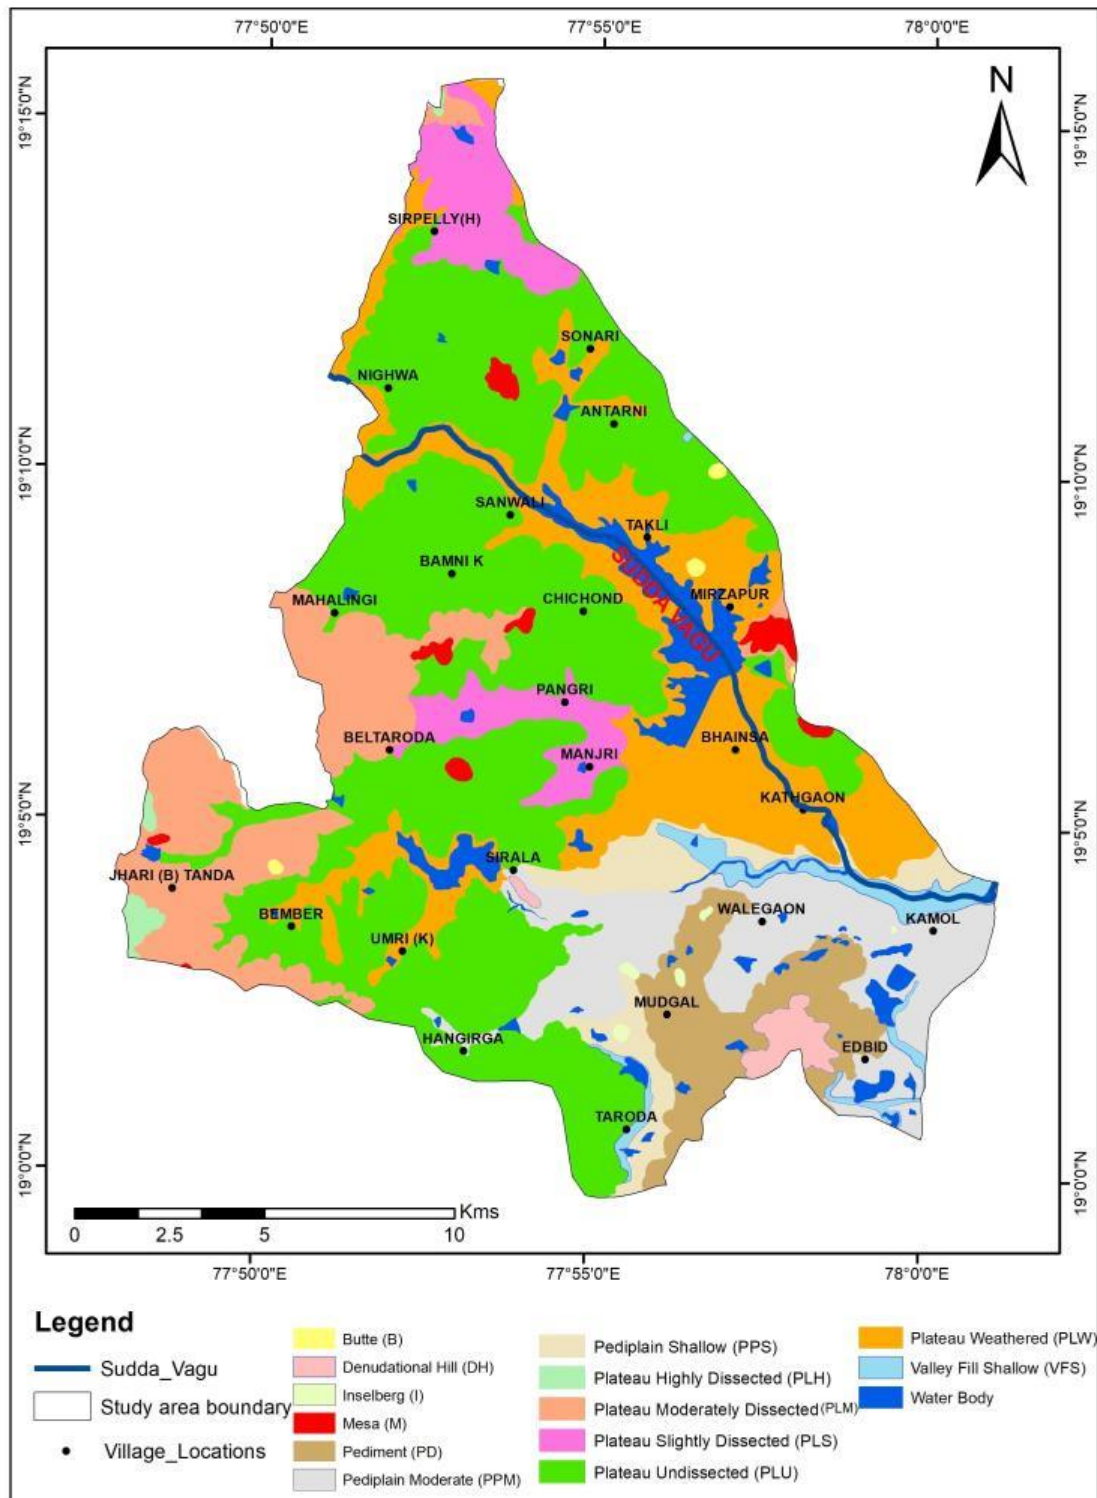 77°50'0"E 77°55'0"E 78°0'0"E
19°15'0"N
19°15'0"N
N
SIRPELLY(H)
SONARI
NIGHWA
ANTARNI
19°10'0"N
19°10'0"N
SANWALI
TAKLI
BAMNI K
SUDDA VAGU
MAHALINGI
CHICHOND
MIRZAPUR
PANGRI
BELTARODA
MANJRI
BHAINSA
KATHGAON
19°5'0"N
19°5'0"N
SIRALA
JHARI (B) TANDA
BEMBER
WALEGAON
KAMOL
UMRI (K)
MUDGAL
HANGIRGA
EDBID
TARODA
19°0'0"N
19°0'0"N
Kms
0 2.5 5 10
77°50'0"E 77°55'0"E 78°0'0"E
Legend
Sudda_Vagu
Study area boundary
Village_Locations
Butte (B)
Denudational Hill (DH)
Inselberg (I)
Mesa (M)
Pediment (PD)
Pediplain Moderate (PPM)
Pediplain Shallow (PPS)
Plateau Highly Dissected (PLH)
Plateau Moderately Dissected(PLM)
Plateau Slightly Dissected (PLS)
Plateau Undissected (PLU)
Plateau Weathered (PLW)
Valley Fill Shallow (VFS)
Water Body